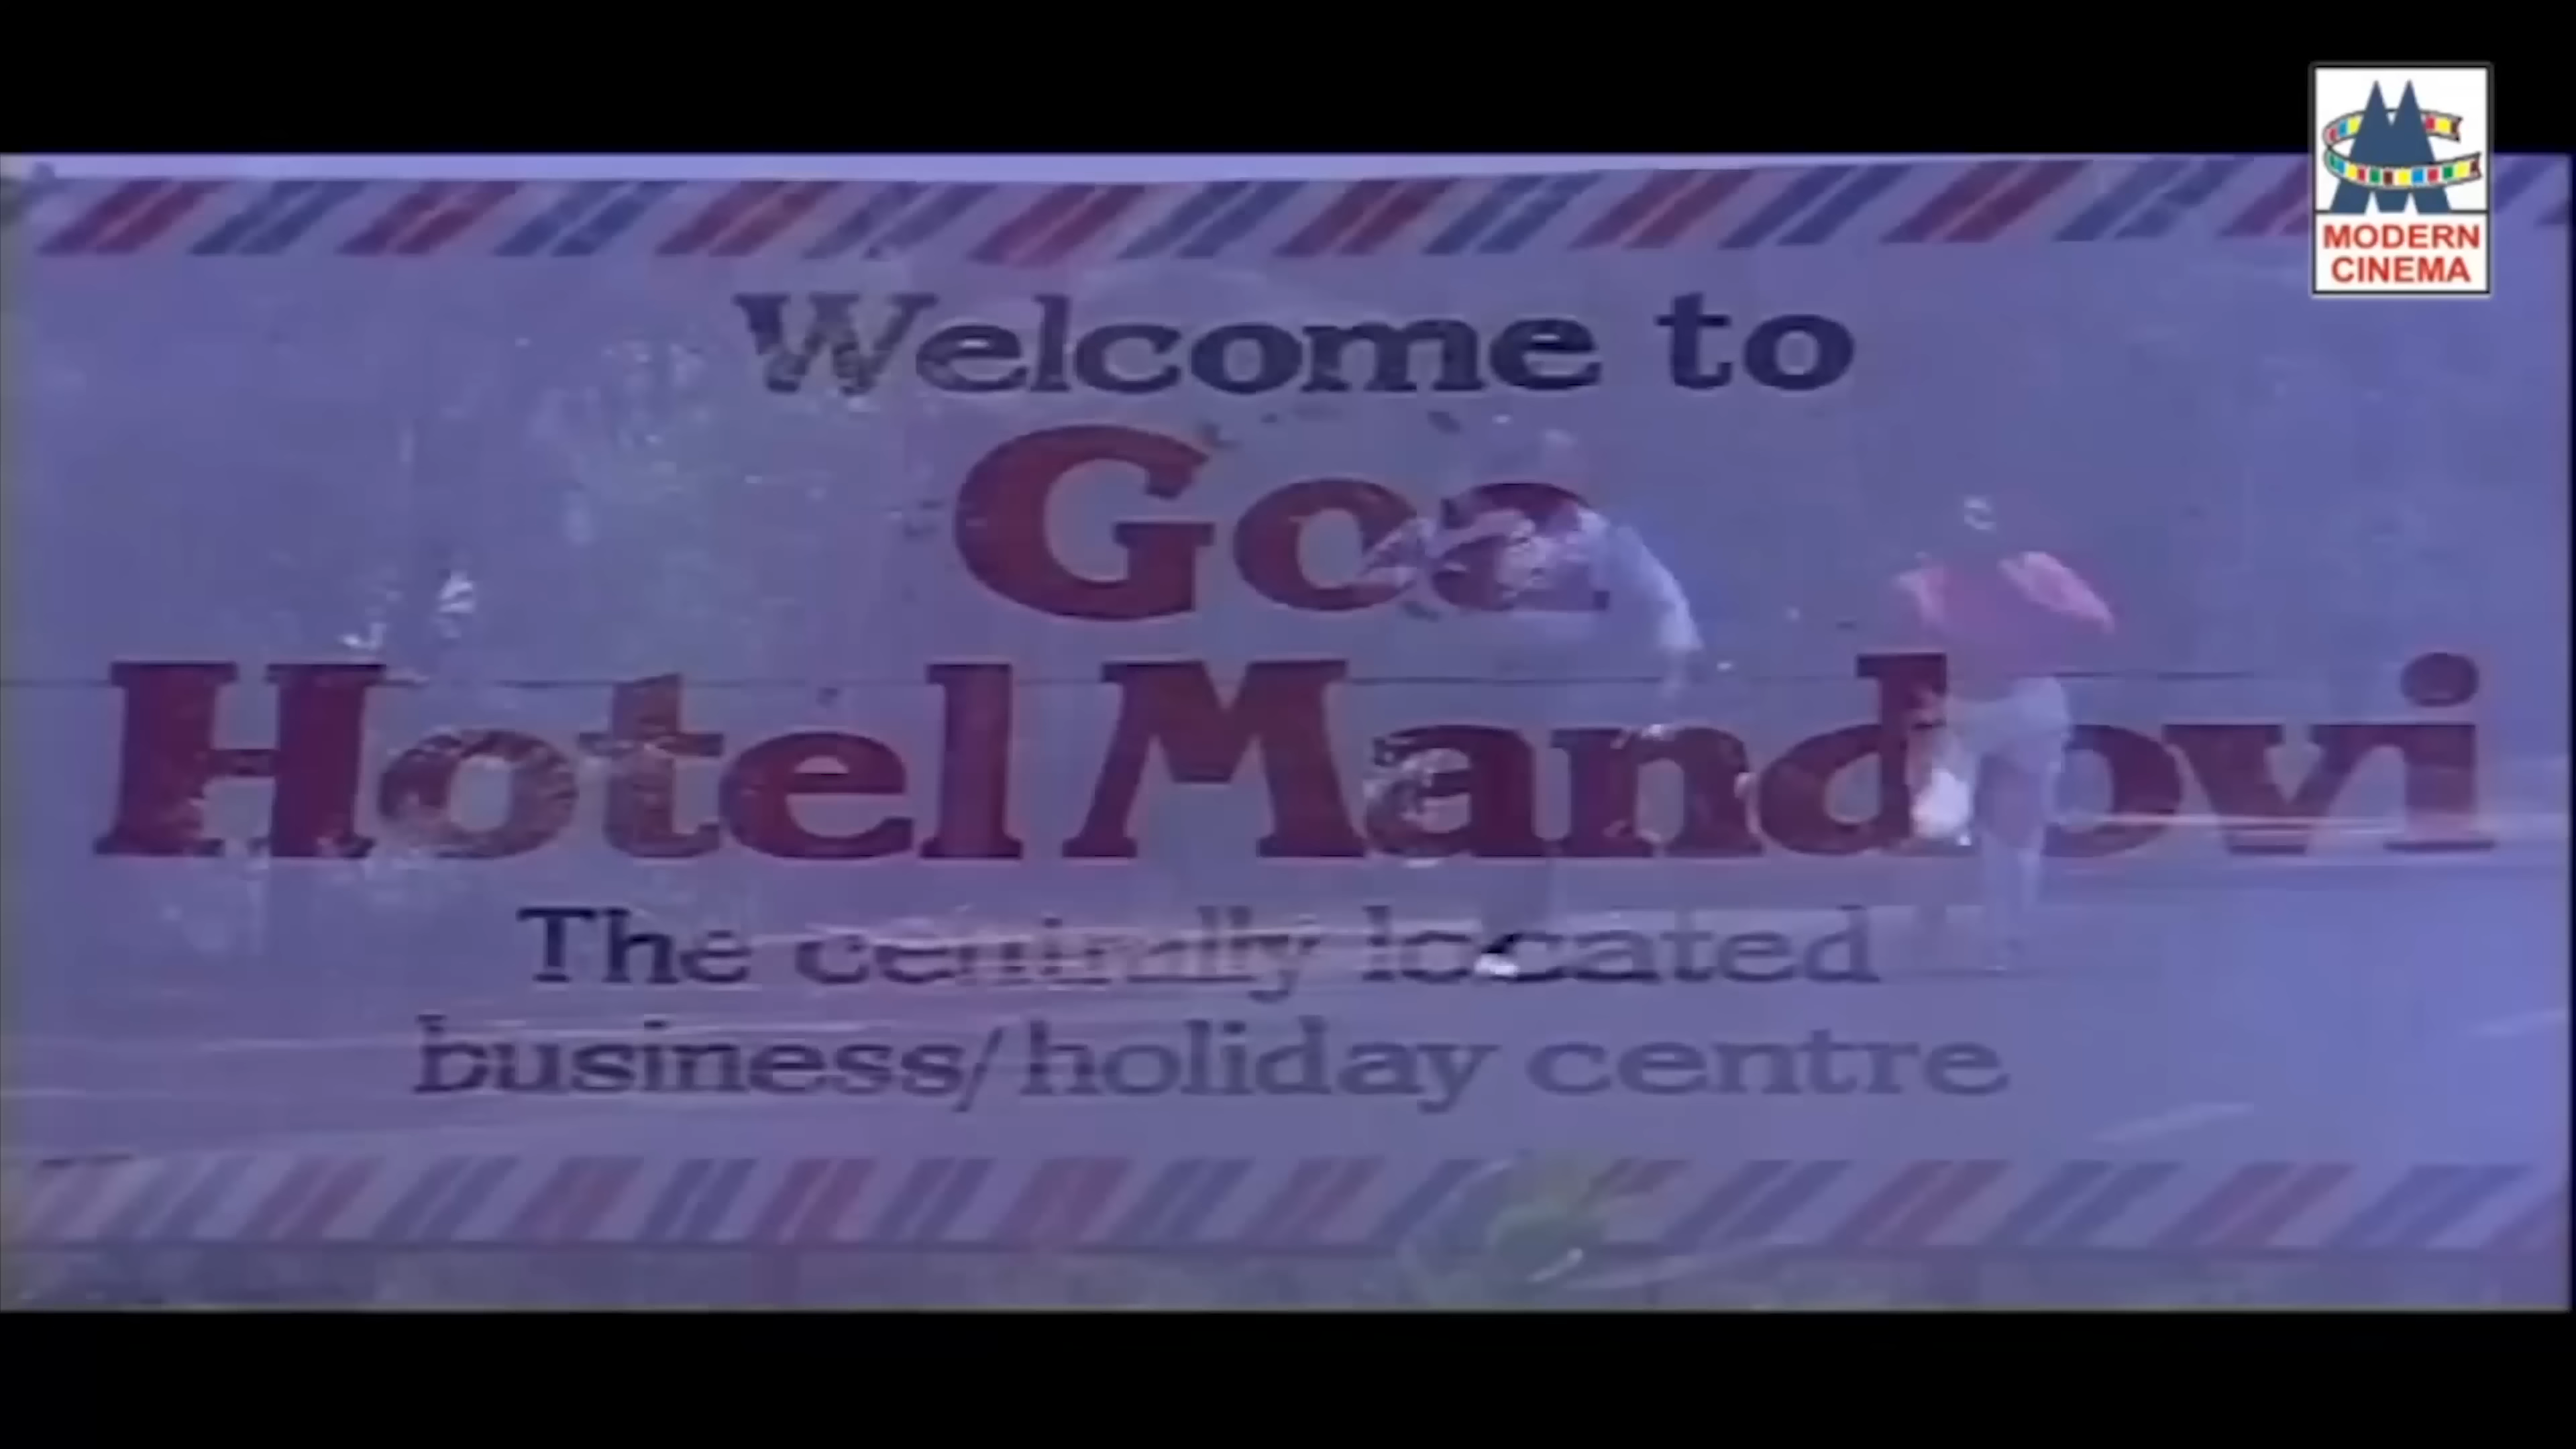 MODERN
CINEMA
Welcome to
Goa
Hotel Mandovi
The centrally located
business/holiday centre